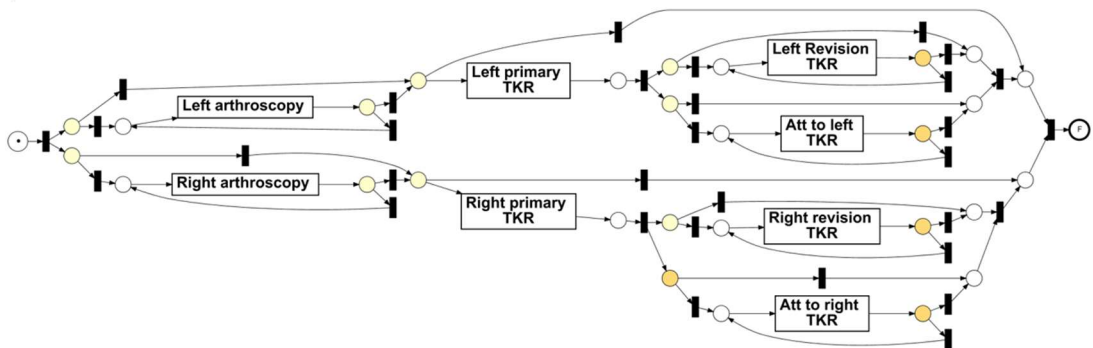 Left Revision
TKR
Left primary
TKR
Left arthroscopy
Att to left
TKR
F
Right arthroscopy
Right primary
TKR
Right revision
TKR
Att to right
TKR